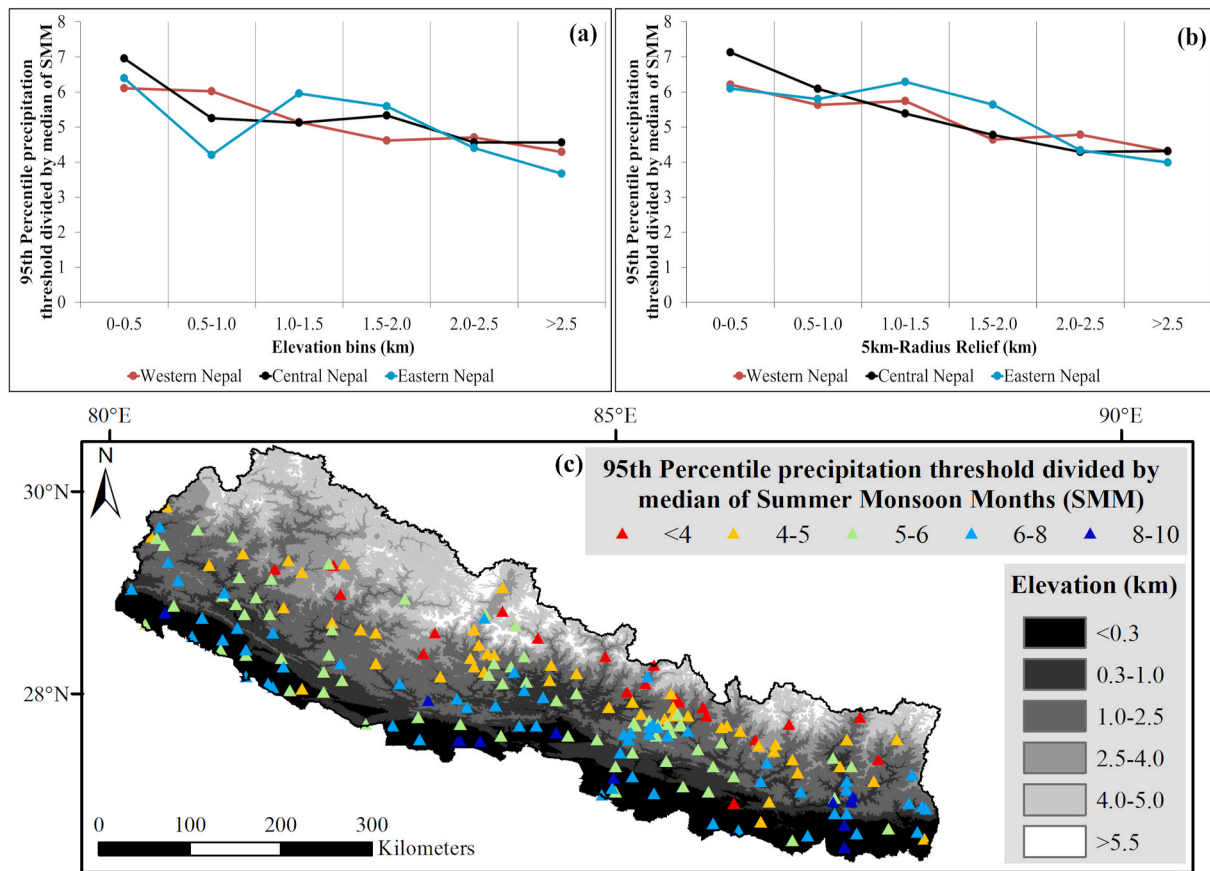 (a)
95th Percentile precipitation
threshold divided by median of SMM
8
7
6
5
4
3
2
1
0
0-0.5 0.5-1.0 1.0-1.5 1.5-2.0 2.0-2.5 >2.5
Elevation bins (km)
Western Nepal Central Nepal Eastern Nepal
(b)
95th Percentile precipitation
threshold divided by median of SMM
8
7
6
5
4
3
2
1
0
0-0.5 0.5-1.0 1.0-1.5 1.5-2.0 2.0-2.5 >2.5
5km-Radius Relief (km)
Western Nepal Central Nepal Eastern Nepal
80°E 85°E 90°E
N
30°N
28°N
(c)
95th Percentile precipitation threshold divided by
median of Summer Monsoon Months (SMM)
<4 4-5 5-6 6-8 8-10
Elevation (km)
<0.3
0.3-1.0
1.0-2.5
2.5-4.0
4.0-5.0
>5.5
0 100 200 300
Kilometers